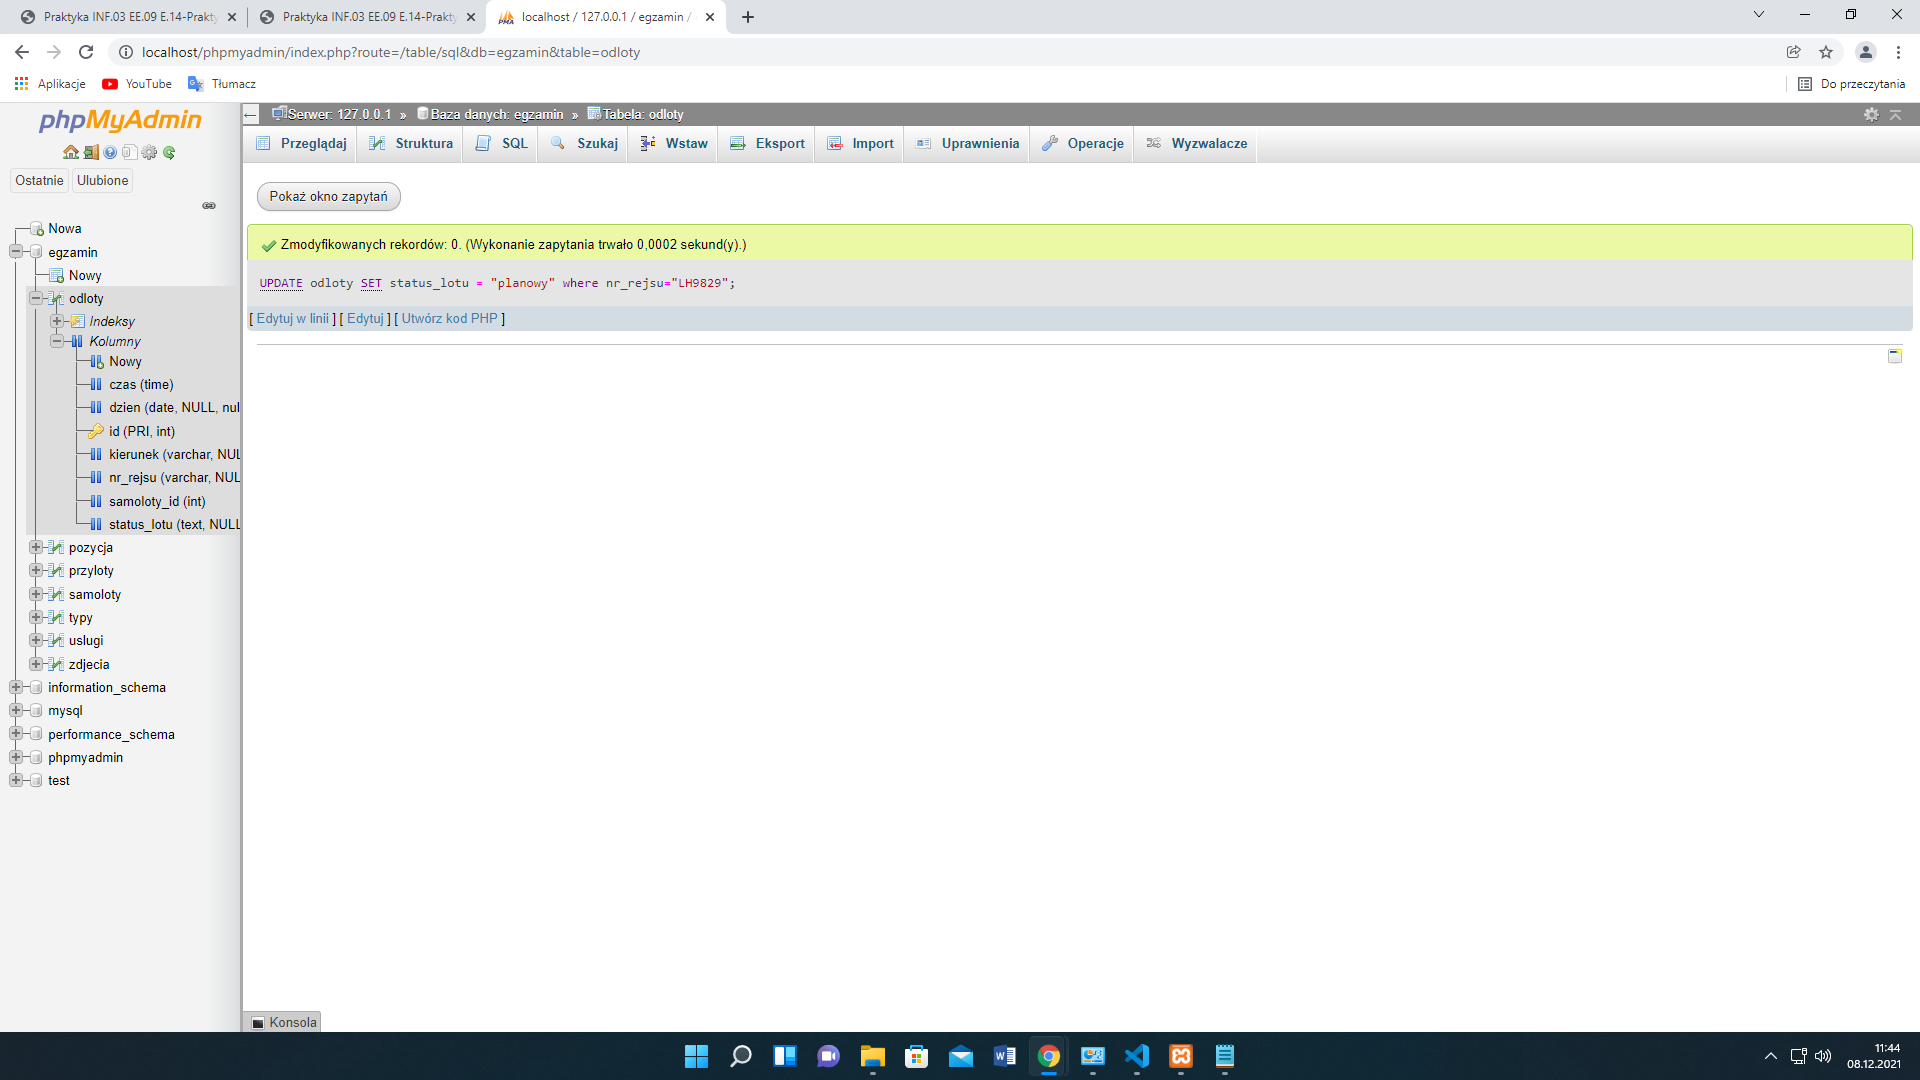 Praktyka INF.03 EE.09 E.14-Prakty
Praktyka INF.03 EE.09 E.14-Prakty
localhost / 127.0.0.1 / egzamin /
localhost/phpmyadmin/index.php?route=/table/sql&db=egzamin&table=odloty
Aplikacje
YouTube
Tłumacz
Do przeczytania
phpMyAdmin
Ostatnie
Ulubione
Nowa
egzamin
Nowy
odloty
Indeksy
Kolumny
Nowy
czas (time)
dzien (date, NULL, nul
id (PRI, int)
kierunek (varchar, NUL
nr_rejsu (varchar, NUL
samoloty_id (int)
status_lotu (text, NULL
pozycja
przyloty
samoloty
typy
uslugi
zdjecia
information_schema
mysql
performance_schema
phpmyadmin
test
Serwer: 127.0.0.1 » Baza danych: egzamin » Tabela: odloty
Przeglądaj
Struktura
SQL
Szukaj
Wstaw
Eksport
Import
Uprawnienia
Operacje
Wyzwalacze
Pokaż okno zapytań
Zmodyfikowanych rekordów: 0. (Wykonanie zapytania trwało 0,0002 sekund(y).)
UPDATE odloty SET status_lotu = "planowy" where nr_rejsu="LH9829";
[ Edytuj w linii ] [ Edytuj ] [ Utwórz kod PHP ]
Konsola
11:44
08.12.2021